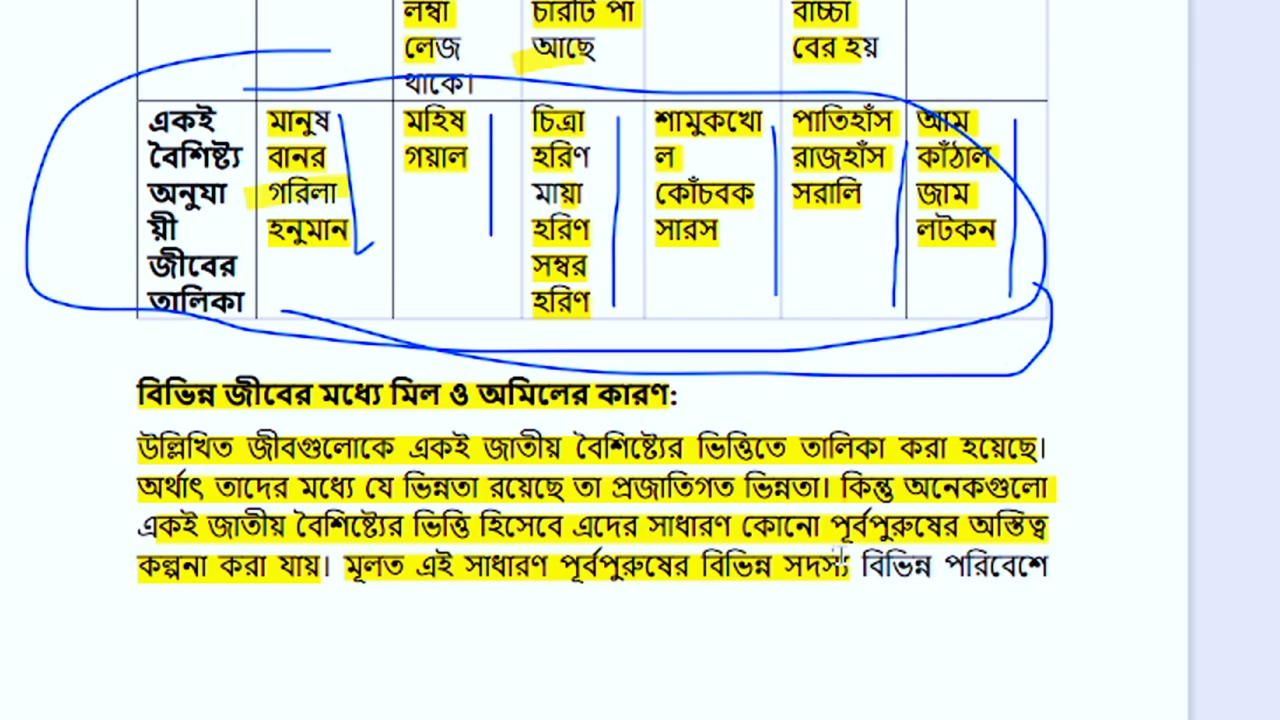 লম্বা
লেজ
থাকে।
চারটি পা
আছে
বাচ্চা
বের হয়
একই
বৈশিষ্ট্য
অনুযা
য়ী
জীবের
তালিকা
মানুষ
বানর
গরিলা
হনুমান
মহিষ
গয়াল
চিত্রা
হরিণ
মায়া
হরিণ
সম্বর
হরিণ
শামুকখো
ল
কোঁচবক
সারস
পাতিহাঁস
রাজহাঁস
সরালি
আম
কাঁঠাল
জাম
লটকন
বিভিন্ন জীবের মধ্যে মিল ও অমিলের কারণ:
উল্লিখিত জীবগুলোকে একই জাতীয় বৈশিষ্ট্যের ভিত্তিতে তালিকা করা হয়েছে।
অর্থাৎ তাদের মধ্যে যে ভিন্নতা রয়েছে তা প্রজাতিগত ভিন্নতা। কিন্তু অনেকগুলো
একই জাতীয় বৈশিষ্ট্যের ভিত্তি হিসেবে এদের সাধারণ কোনো পূর্বপুরুষের অস্তিত্ব
কল্পনা করা যায়। মূলত এই সাধারণ পূর্বপুরুষের বিভিন্ন সদস্য বিভিন্ন পরিবেশে